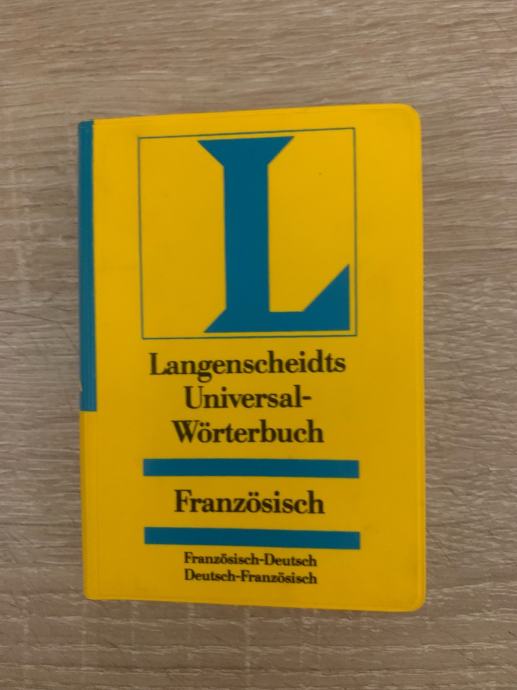 L
Langenscheidts
Universal-
Wörterbuch
Französisch
Französisch-Deutsch
Deutsch-Französisch